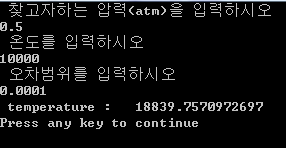 찾고자하는 압력(atm)을 입력하시오
0.5
온도를 입력하시오
10000
오차범위를 입력하시오
0.0001
temperature : 18839.7570972697
Press any key to continue